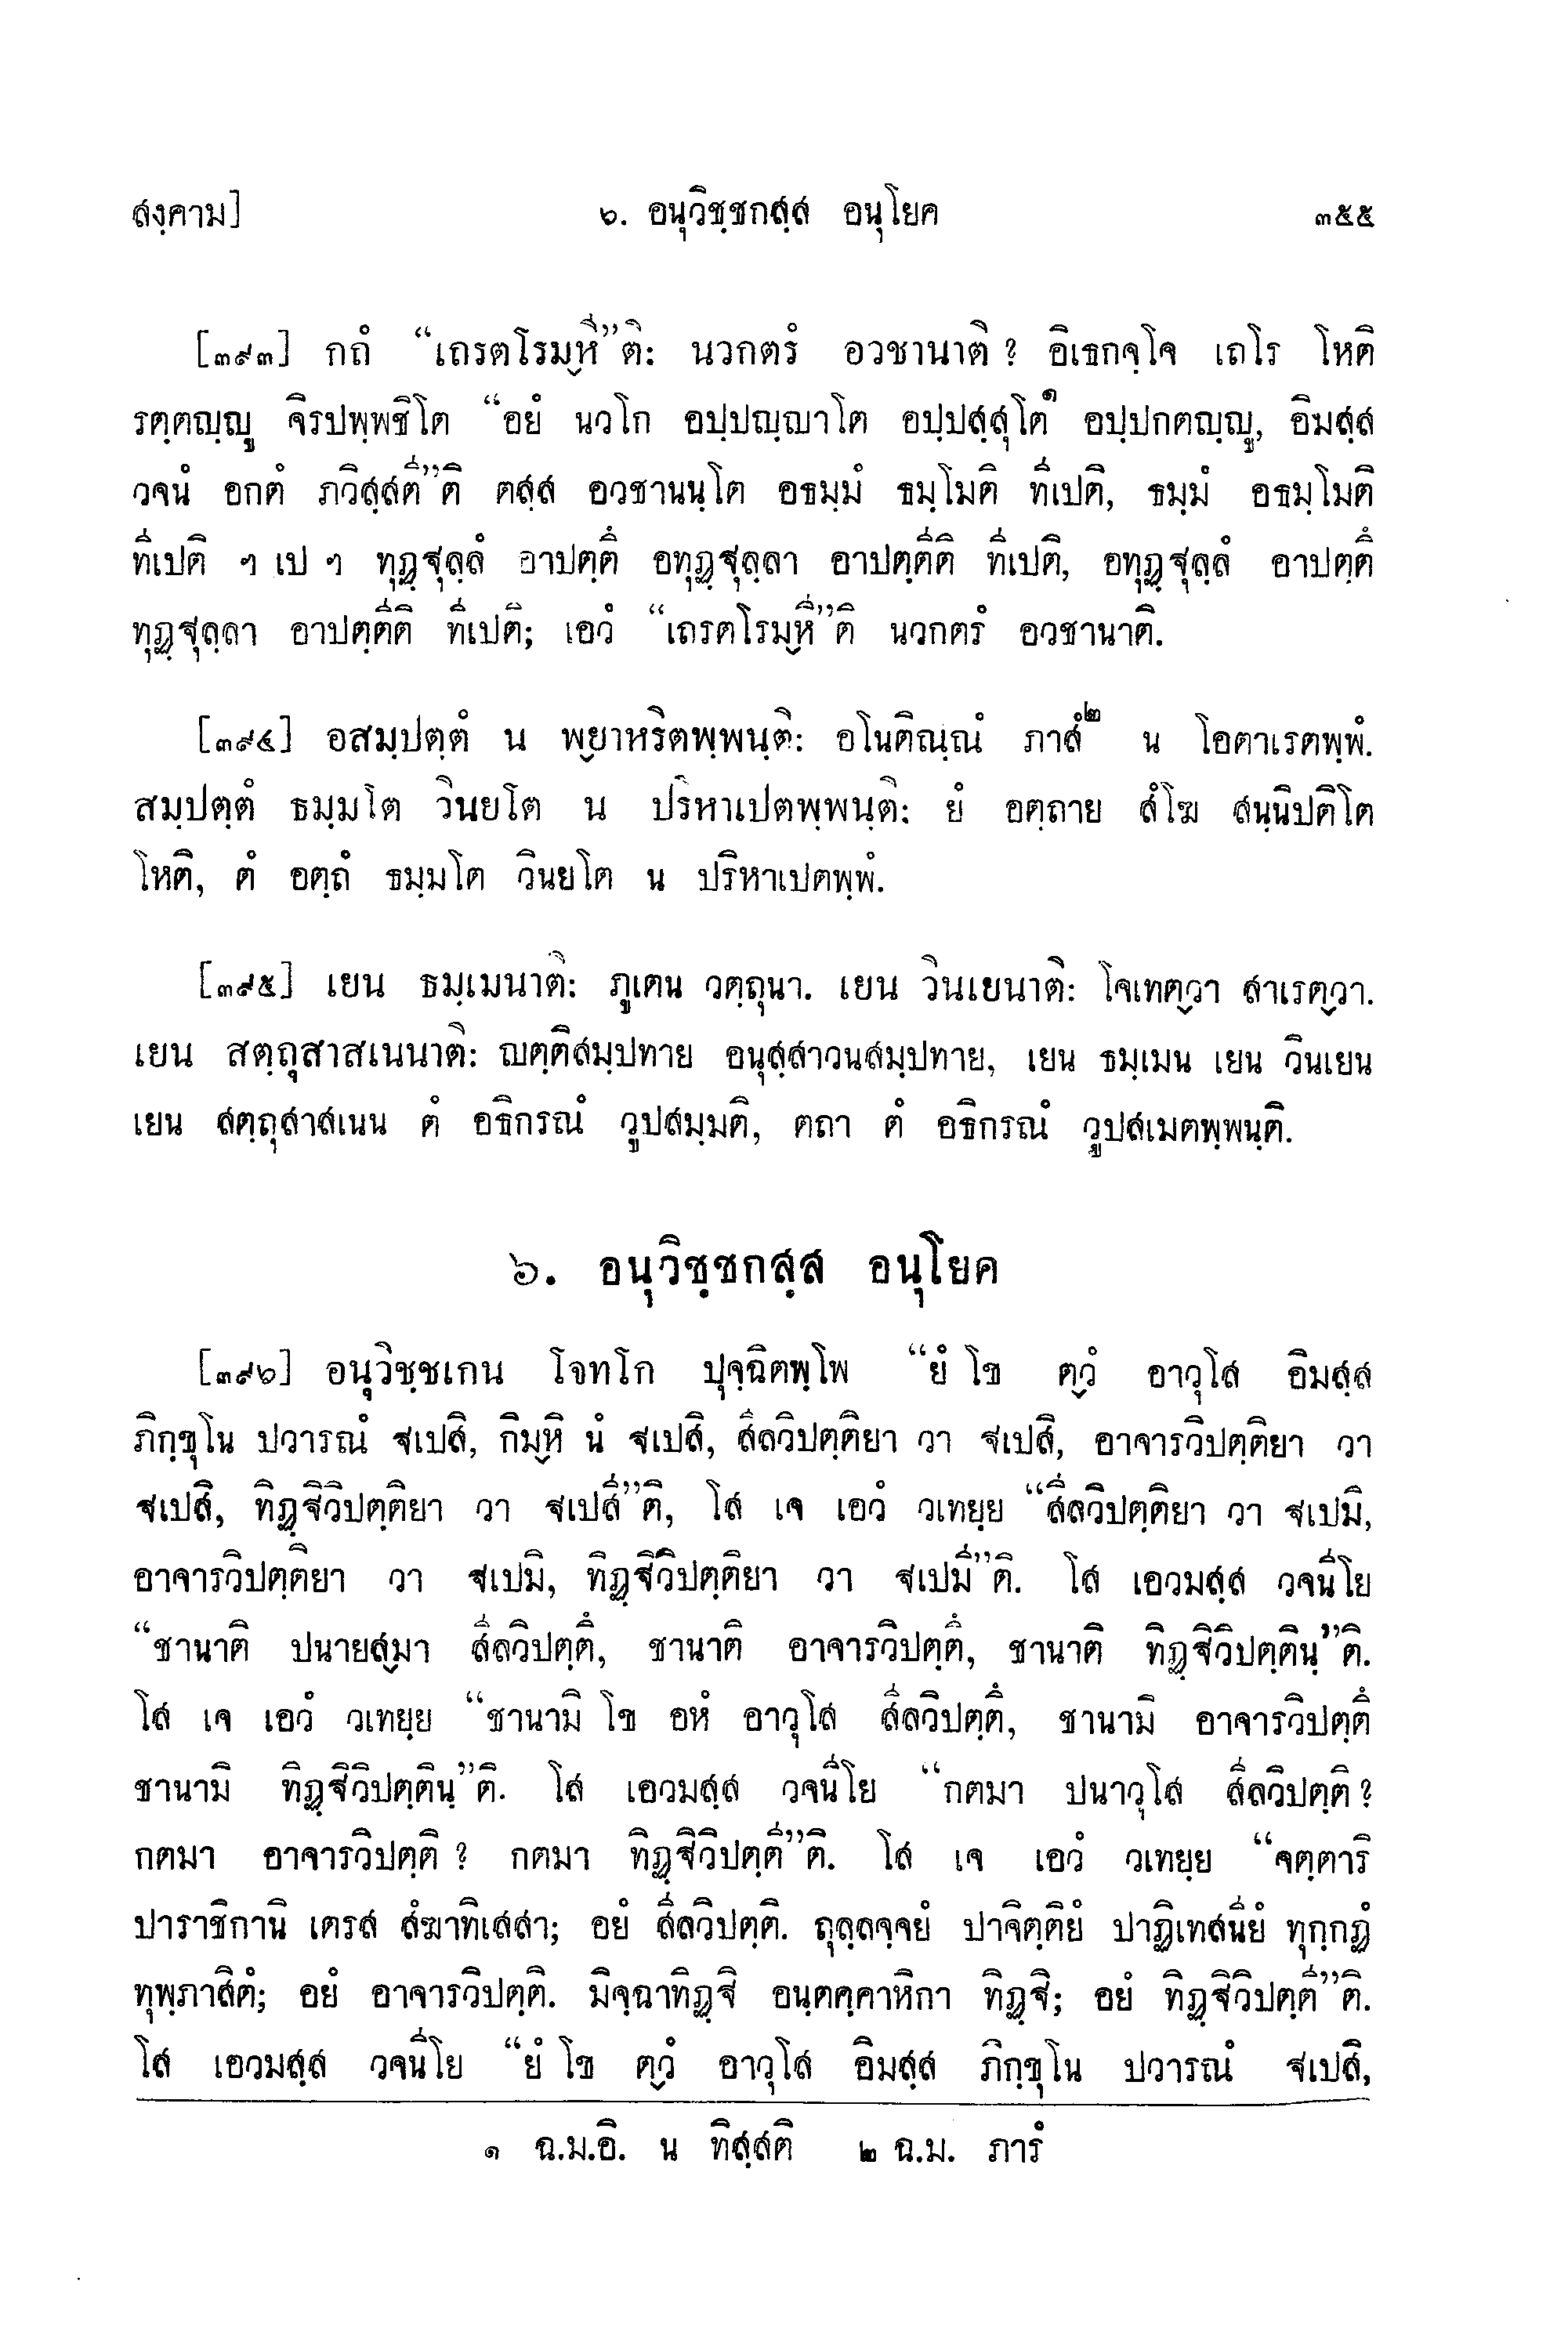 สงฺคาม]	๖. อนุวิชฺชกสฺส อนุโยค	๓๕๕
[๓๙๓] กถํ “เถรตโรมฺหี”ติ: นวกตรํ อวชานาติ ? อิเธกจฺโจ เถโร โหติ
รตฺตญฺญู จิรปพฺพชิโต “อยํ นวโก อปฺปญฺญาโต อปฺปสฺสุโต๑ อปฺปกตญฺญู, อิมสฺส
วจนํ อกตํ ภวิสฺสตี”ติ ตสฺส อวชานนฺโต อธมฺมํ ธมฺโมติ ทีเปติ, ธมฺมํ อธมฺโมติ
ทีเปติ ฯ เป ฯ ทุฏฺฐุลฺลํ อาปตฺตึ อทุฏฺฐุลฺลา อาปตฺตีติ ทีเปติ, อทุฏฺฐุลฺลํ อาปตฺตึ
ทุฏฺฐุลฺลา อาปตฺตีติ ทีเปติ; เอวํ “เถรตโรมฺหี”ติ นวกตรํ อวชานาติ.
[๓๙๔] อสมฺปตฺตํ น พฺยาหริตพฺพนฺติ: อโนติณฺณํ ภาสํ๒ น โอตาเรตพฺพํ.
สมฺปตฺตํ ธมฺมโต วินยโต น ปริหาเปตพฺพนฺติ: ยํ อตฺถาย สํโฆ สนฺนิปติโต
โหติ, ตํ อตฺถํ ธมฺมโต วินยโต น ปริหาเปตพฺพํ.
[๓๙๕] เยน ธมฺเมนาติ: ภูเตน วตฺถุนา. เยน วินเยนาติ: โจเทตฺวา สาเรตฺวา.
เยน สตฺถุสาสเนนาติ: ญตฺติสมฺปทาย อนุสฺสาวนสมฺปทาย, เยน ธมฺเมน เยน วินเยน
เยน สตฺถุสาสเนน ตํ อธิกรณํ วูปสมฺมติ, ตถา ตํ อธิกรณํ วูปสเมตพฺพนฺติ.
๖. อนุวิชฺชกสฺส อนุโยค
[๓๙๖] อนุวิชฺชเกน โจทโก ปุจฺฉิตพฺโพ “ยํ โข ตฺวํ อาวุโส อิมสฺส
ภิกฺขุโน ปวารณํ ฐเปสิ, กิมฺหิ นํ ฐเปสิ, สีลวิปตฺติยา วา ฐเปสิ, อาจารวิปตฺติยา วา
ฐเปสิ, ทิฏฺฐิวิปตฺติยา วา ฐเปสี”ติ, โส เจ เอวํ วเทยฺย “สีลวิปตฺติยา วา ฐเปมิ,
อาจารวิปตฺติยา วา ฐเปมิ, ทิฏฺฐิวิปตฺติยา วา ฐเปมี”ติ. โส เอวมสฺส วจนีโย
“ชานาติ ปนายสฺมา สีลวิปตฺตึ, ชานาติ อาจารวิปตฺตึ, ชานาติ ทิฏฺฐิวิปตฺตินฺ”ติ.
โส เจ เอวํ วเทยฺย “ชานามิ โข อหํ อาวุโส สีลวิปตฺตึ, ชานามิ อาจารวิปตฺตึ
ชานามิ ทิฏฺฐิวิปตฺตินฺ”ติ. โส เอวมสฺส วจนีโย “กตมา ปนาวุโส สีลวิปตฺติ ?
กตมา อาจารวิปตฺติ ? กตมา ทิฏฺฐิวิปตฺตี”ติ. โส เจ เอวํ วเทยฺย “จตฺตาริ
ปาราชิกานิ เตรส สํฆาทิเสสา; อยํ สีลวิปตฺติ. ถุลฺลจฺจยํ ปาจิตฺติยํ ปาฏิเทสนียํ ทุกฺกฏํ
ทุพฺภาสิตํ; อยํ อาจารวิปตฺติ. มิจฺฉาทิฏฺฐิ อนฺตคฺคาหิกา ทิฏฺฐิ; อยํ ทิฏฺฐิวิปตฺตี”ติ.
โส เอวมสฺส วจนีโย “ยํ โข ตฺวํ อาวุโส อิมสฺส ภิกฺขุโน ปวารณํ ฐเปสิ,
๑ ฉ.ม.อิ. น ทิสฺสติ ๒ ฉ.ม. ภารํ